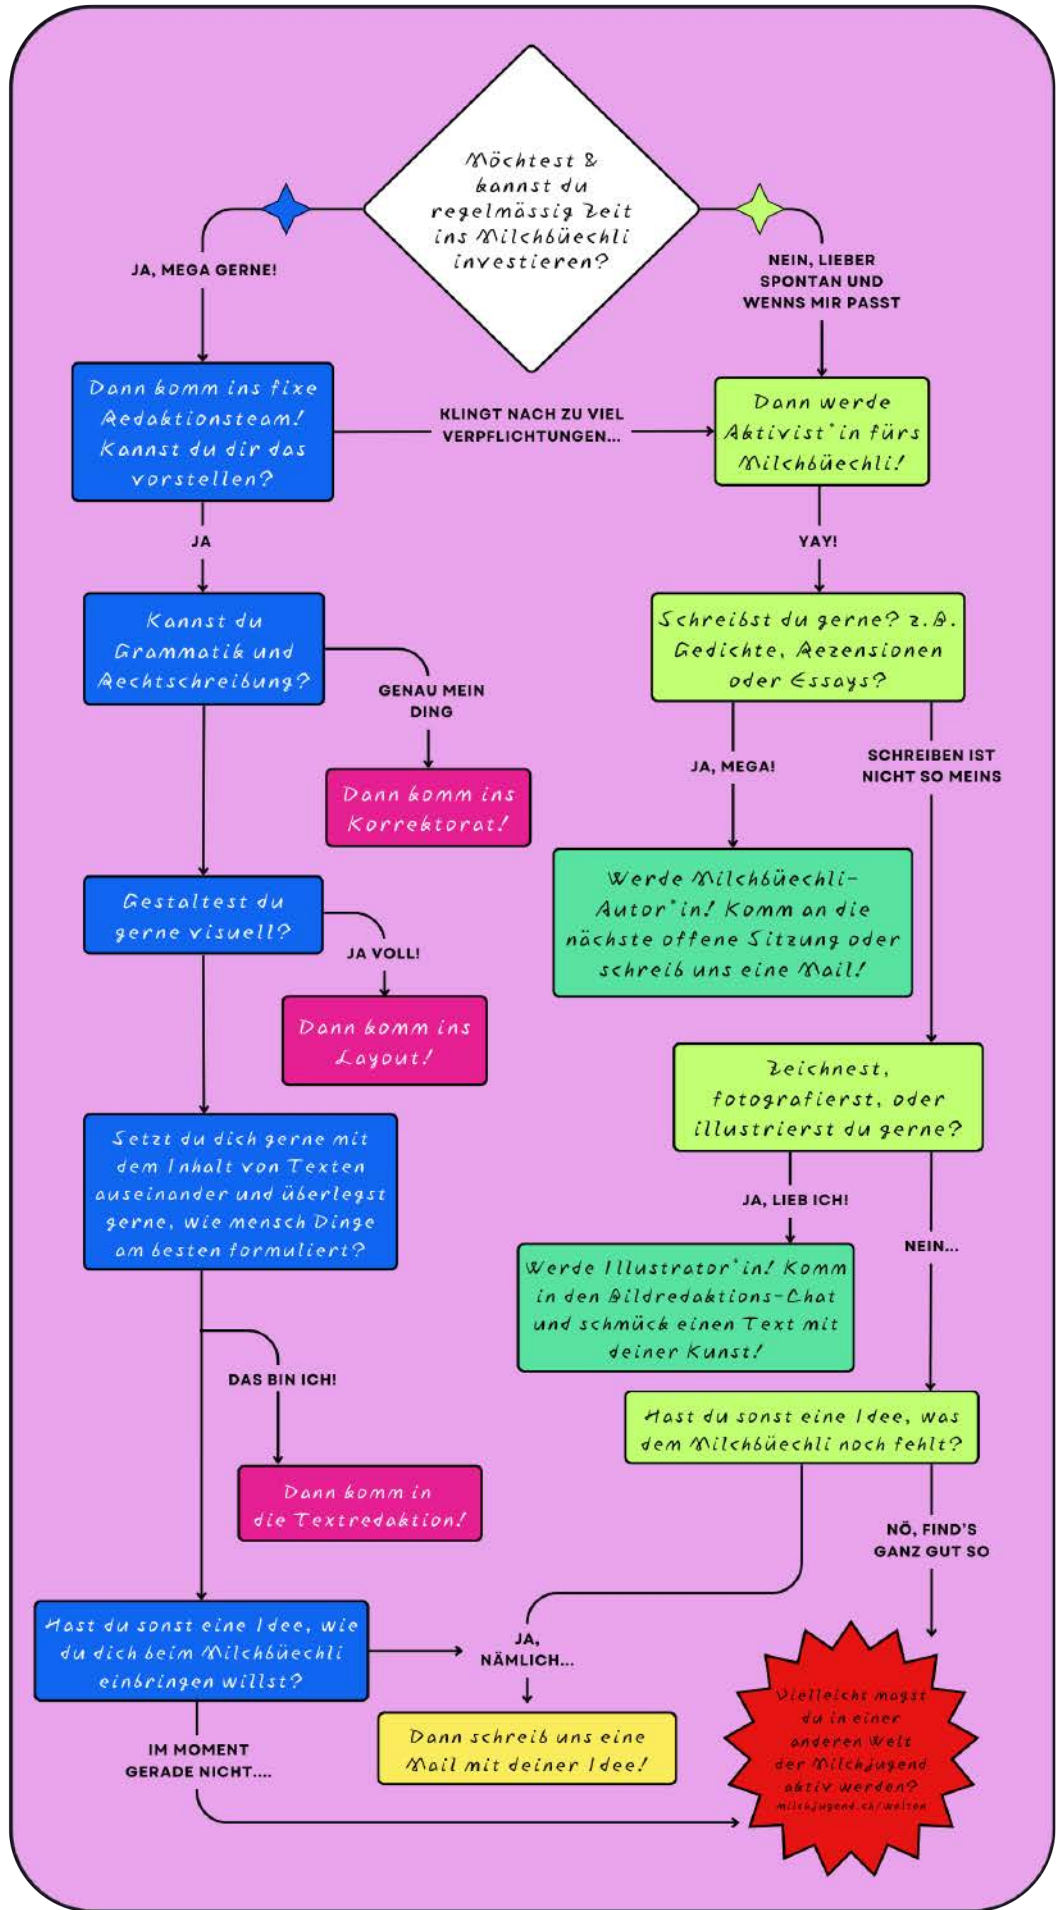 Möchtest &
kannst du
regelmässig Zeit
ins Milchbüechli
investieren?
JA, MEGA GERNE!
NEIN, LIEBER
SPONTAN UND
WENNS MIR PASST
Dann komm ins fixe
Redaktionsteam!
Kannst du dir das
vorstellen?
KLINGT NACH ZU VIEL
VERPFLICHTUNGEN...
Dann werde
Aktivist*in fürs
Milchbüechli!
JA
YAY!
Kannst du
Grammatik und
Rechtschreibung?
GENAU MEIN
DING
Dann komm ins
Korrektorat!
Schreibst du gerne? z.B.
Gedichte, Rezensionen
oder Essays?
JA, MEGA!
SCHREIBEN IST
NICHT SO MEINS
Werde Milchbüechli-
Autor*in! Komm an die
nächste offene Sitzung oder
schreib uns eine Mail!
Gestaltest du
gerne visuell?
JA VOLL!
Dann komm ins
Layout!
Zeichnest,
fotografierst, oder
illustrierst du gerne?
JA, LIEB ICH!
NEIN...
Setzt du dich gerne mit
dem Inhalt von Texten
auseinander und überlegst
gerne, wie mensch Dinge
am besten formuliert?
Werde Illustrator*in! Komm
in den Bildredaktions-Chat
und schmück einen Text mit
deiner Kunst!
DAS BIN ICH!
Dann komm in
die Textredaktion!
Hast du sonst eine Idee, was
dem Milchbüechli noch fehlt?
NÖ, FIND'S
GANZ GUT SO
Hast du sonst eine Idee, wie
du dich beim Milchbüechli
einbringen willst?
JA,
NÄMLICH...
Dann schreib uns eine
Mail mit deiner Idee!
IM MOMENT
GERADE NICHT....
Vielleicht magst
du in einer
anderen Welt
der Milchjugend
aktiv werden?
milchjugend.ch/welten